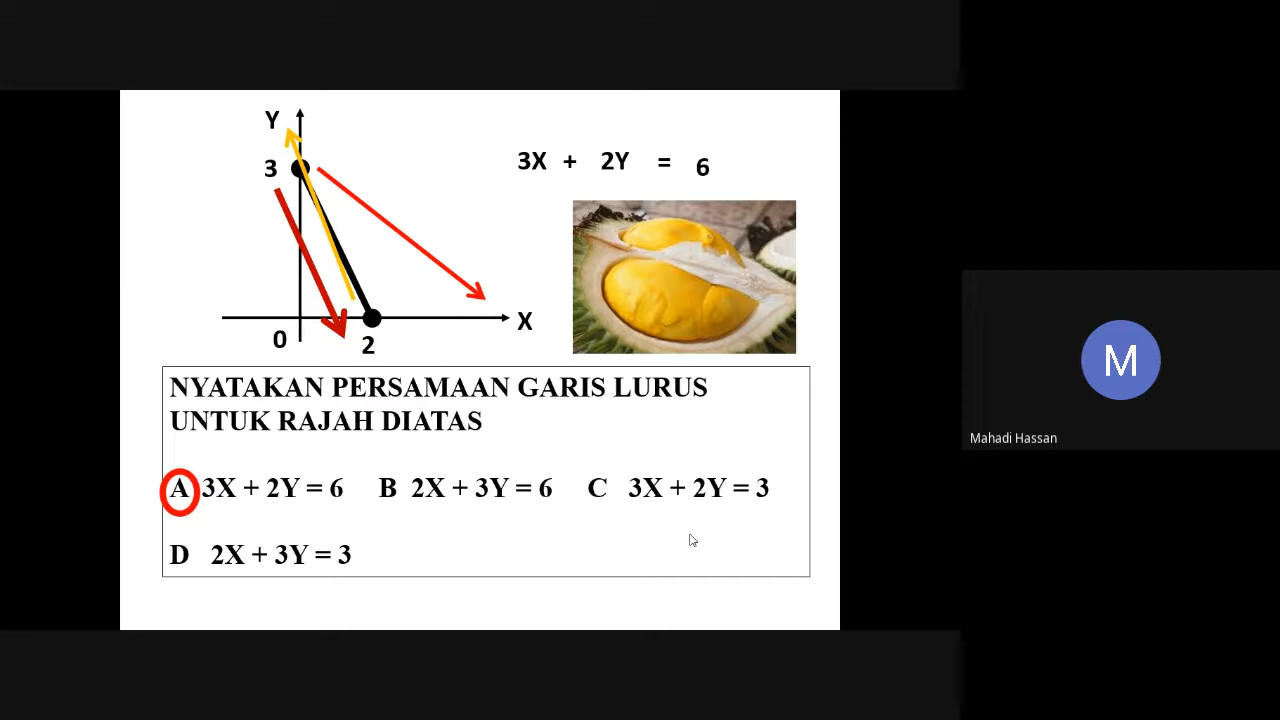 Y
3
3X + 2Y = 6
X
0
2
NYATAKAN PERSAMAAN GARIS LURUS
UNTUK RAJAH DIATAS
A 3X + 2Y = 6 B 2X + 3Y = 6 C 3X + 2Y = 3
D 2X + 3Y = 3
M
Mahadi Hassan